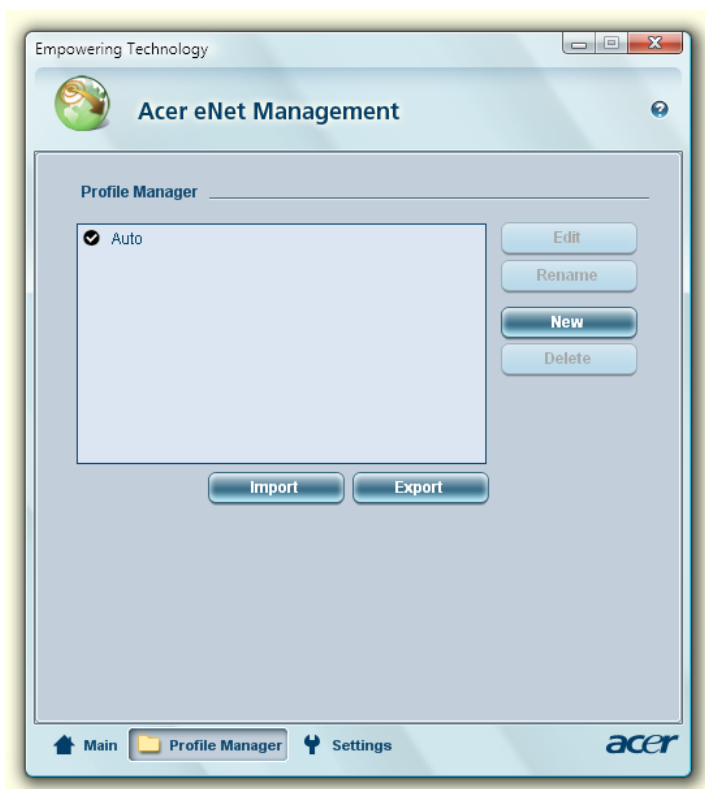 Empowering Technology
Acer eNet Management
Profile Manager
Auto
Edit
Rename
New
Delete
Import
Export
Main
Profile Manager
Settings
acer